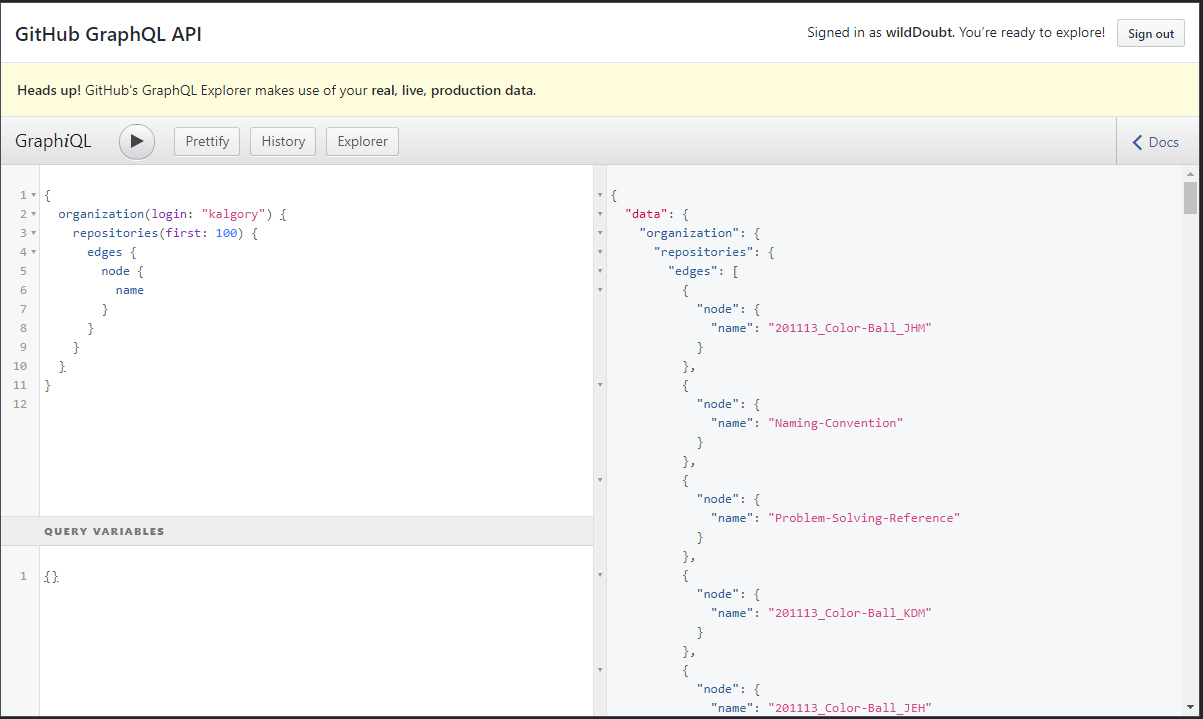 GitHub GraphQL API
Signed in as wildDoubt. You're ready to explore!
Sign out
Heads up! GitHub's GraphQL Explorer makes use of your real, live, production data.
GraphiQL
Prettify
History
Explorer
Docs
1 {
2 organization(login: "kalgory") {
3 repositories(first: 100) {
4 edges {
5 node {
6 name
7 }
8 }
9 }
10 }
11 }
12
QUERY VARIABLES
1 {}
{
"data": {
"organization": {
"repositories": {
"edges": [
{
"node": {
"name": "201113_Color-Ball_JHM"
}
},
{
"node": {
"name": "Naming-Convention"
}
},
{
"node": {
"name": "Problem-Solving-Reference"
}
},
{
"node": {
"name": "201113_Color-Ball_KDM"
}
},
{
"node": {
"name": "201113_Color-Ball_JEH"